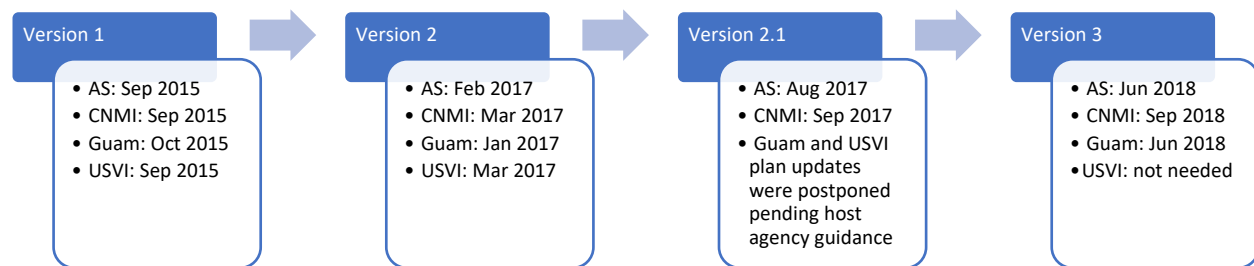 Version 1
• AS: Sep 2015
• CNMI: Sep 2015
• Guam: Oct 2015
• USVI: Sep 2015
Version 2
• AS: Feb 2017
• CNMI: Mar 2017
• Guam: Jan 2017
• USVI: Mar 2017
Version 2.1
• AS: Aug 2017
• CNMI: Sep 2017
• Guam and USVI
plan updates
were postponed
pending host
agency guidance
Version 3
• AS: Jun 2018
• CNMI: Sep 2018
• Guam: Jun 2018
• USVI: not needed